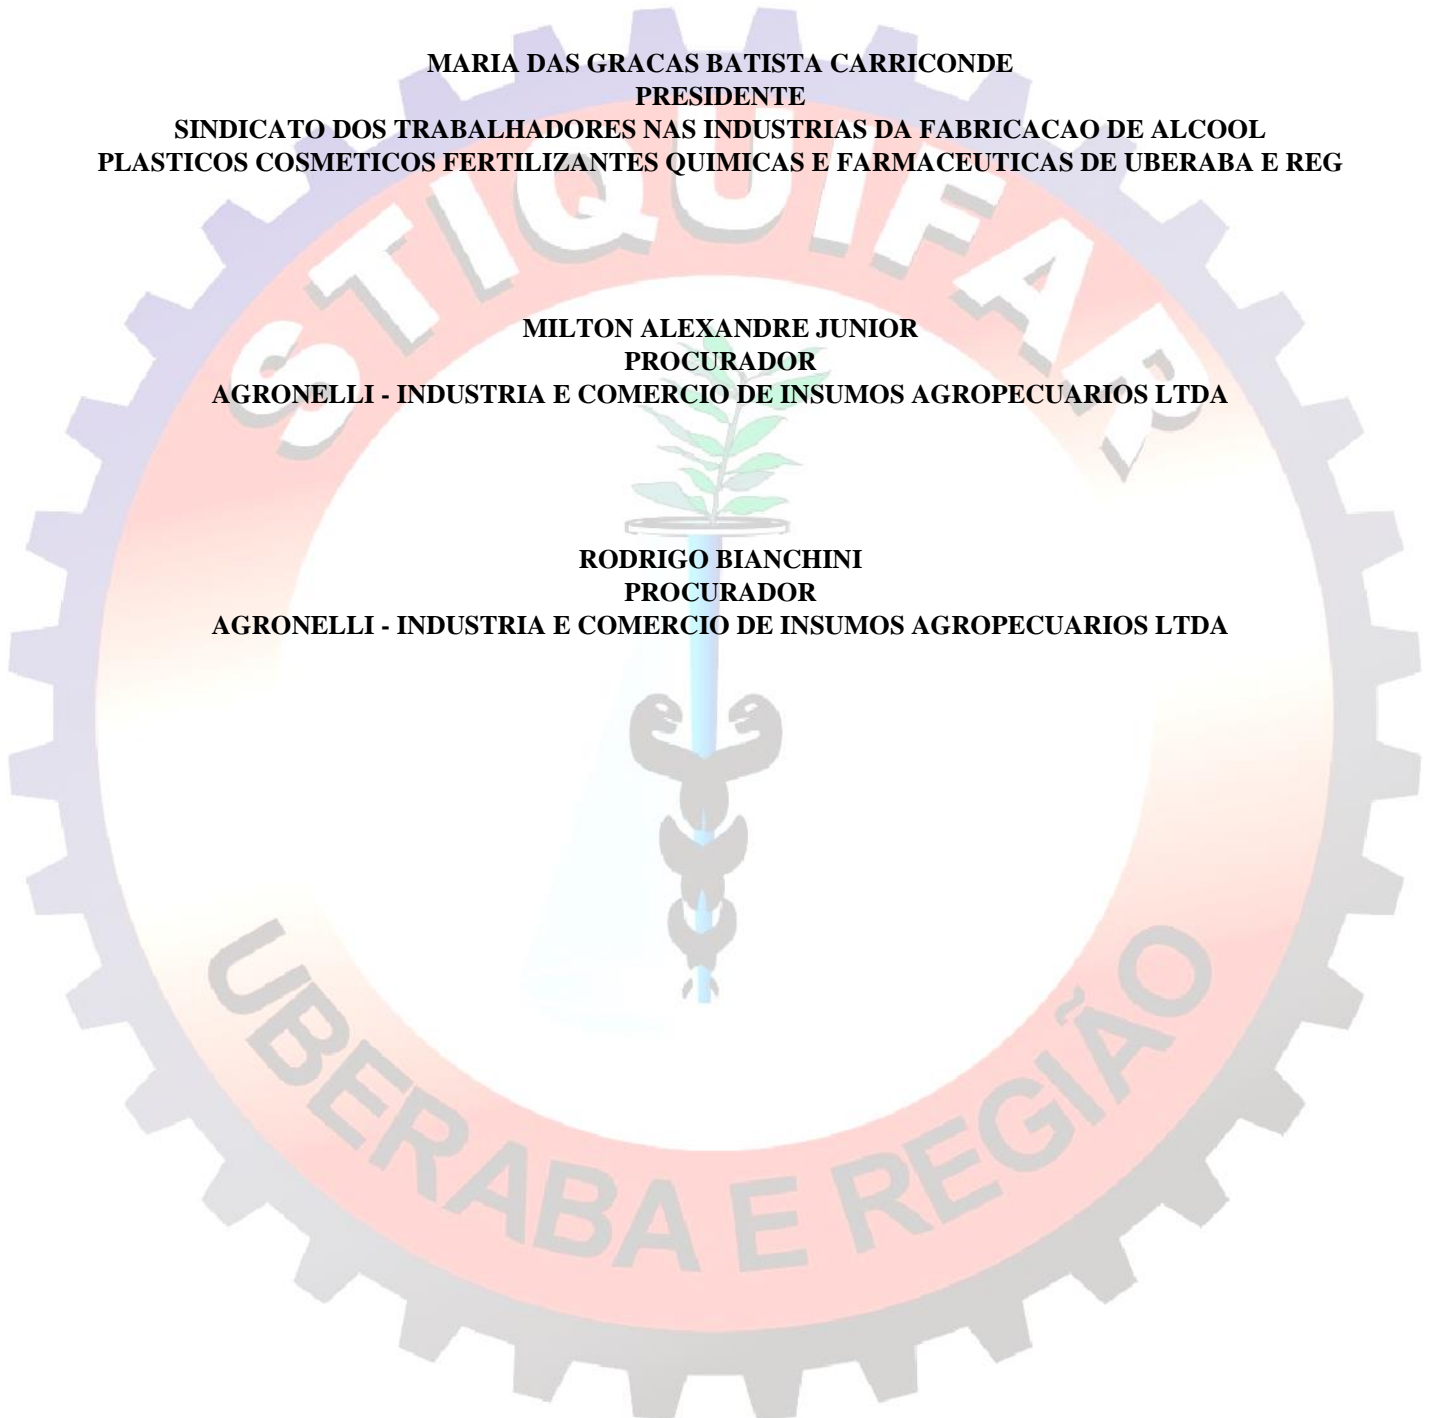 MARIA DAS GRACAS BATISTA CARRICONDE
PRESIDENTE
SINDICATO DOS TRABALHADORES NAS INDUSTRIAS DA FABRICACAO DE ALCOOL
PLASTICOS COSMETICOS FERTILIZANTES QUIMICAS E FARMACEUTICAS DE UBERABA E REG
STIQUIFAR
MILTON ALEXANDRE JUNIOR
PROCURADOR
AGRONELLI - INDUSTRIA E COMERCIO DE INSUMOS AGROPECUARIOS LTDA
RODRIGO BIANCHINI
PROCURADOR
AGRONELLI - INDUSTRIA E COMERCIO DE INSUMOS AGROPECUARIOS LTDA
UBERABA E REGIÃO